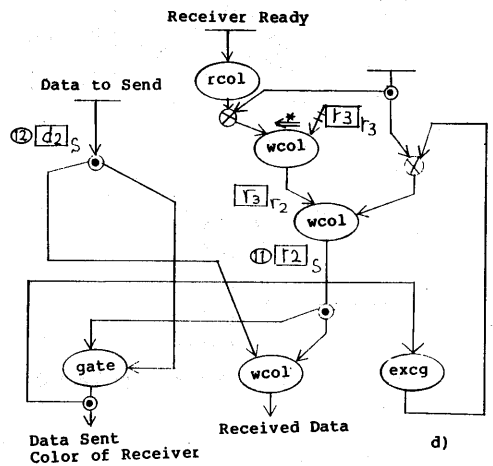 Receiver Ready
rcol
Data to Send
⑫ d2 S
*
r3 r3
wcol
r3 r2
wcol
⑪ r2 S
gate
wcol
excg
Received Data
Data Sent
Color of Receiver
d)